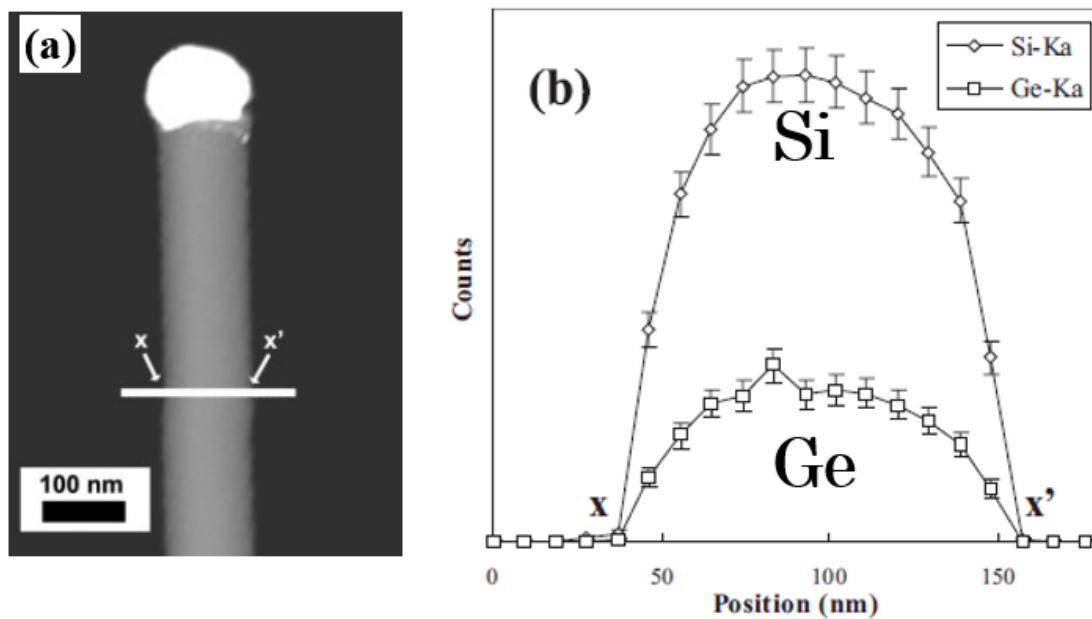 (a)
x x'
100 nm
(b)
Si-Ka
Ge-Ka
Si
Ge
x x'
Counts
0 50 100 150
Position (nm)